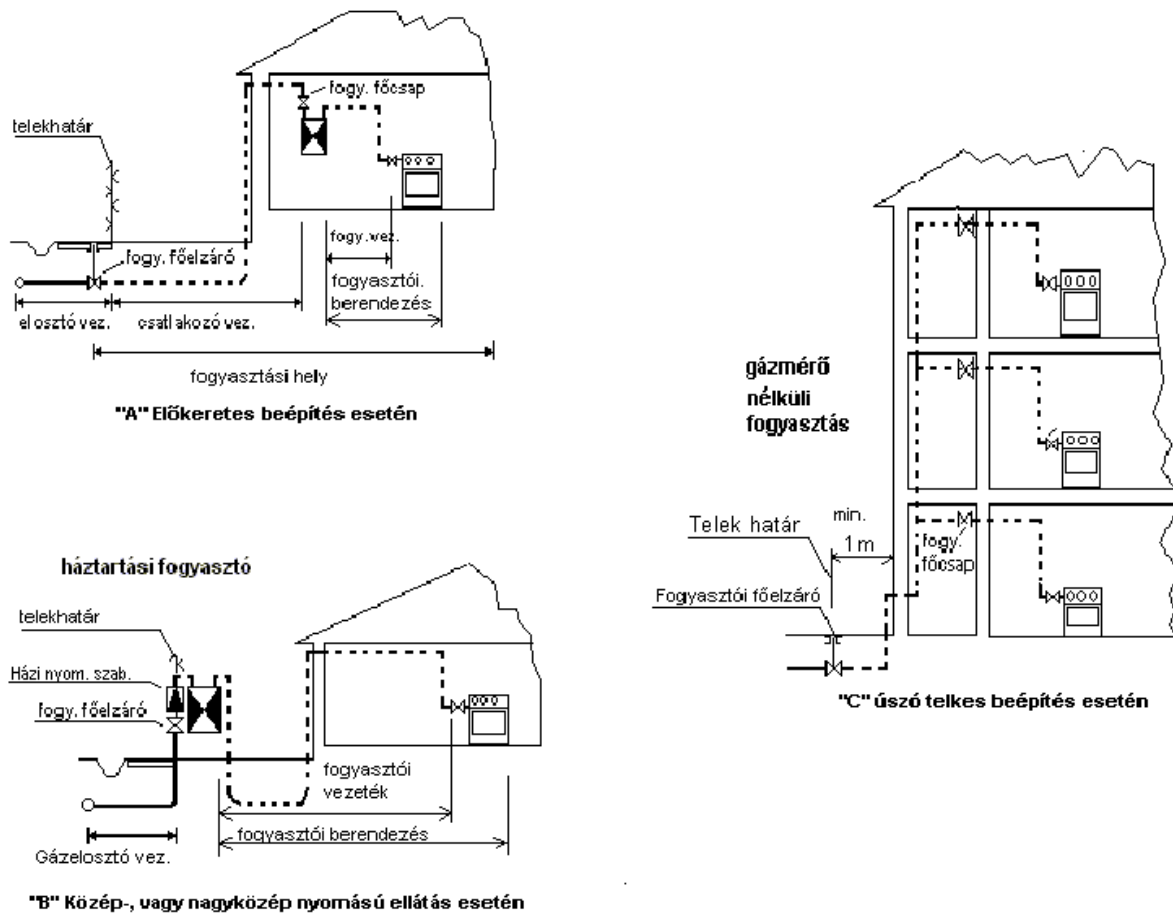 fogy. főcsap
telekhatár
fogy. főelzáró
fogy. vez.
fogyasztói.
berendezés
elosztó vez.
csatlakozó vez.
fogyasztási hely
"A" Előkeretes beépítés esetén
háztartási fogyasztó
telekhatár
Házi nyom. szab.
fogy. főelzáró
fogyasztói
vezeték
fogyasztói berendezés
Gázelosztó vez.
"B" Közép-, vagy nagyközép nyomású ellátás esetén
gázmérő
nélküli
fogyasztás
Telek határ
min.
1 m
fogy.
főcsap
Fogyasztói főelzáró
"C" úszó telkes beépítés esetén